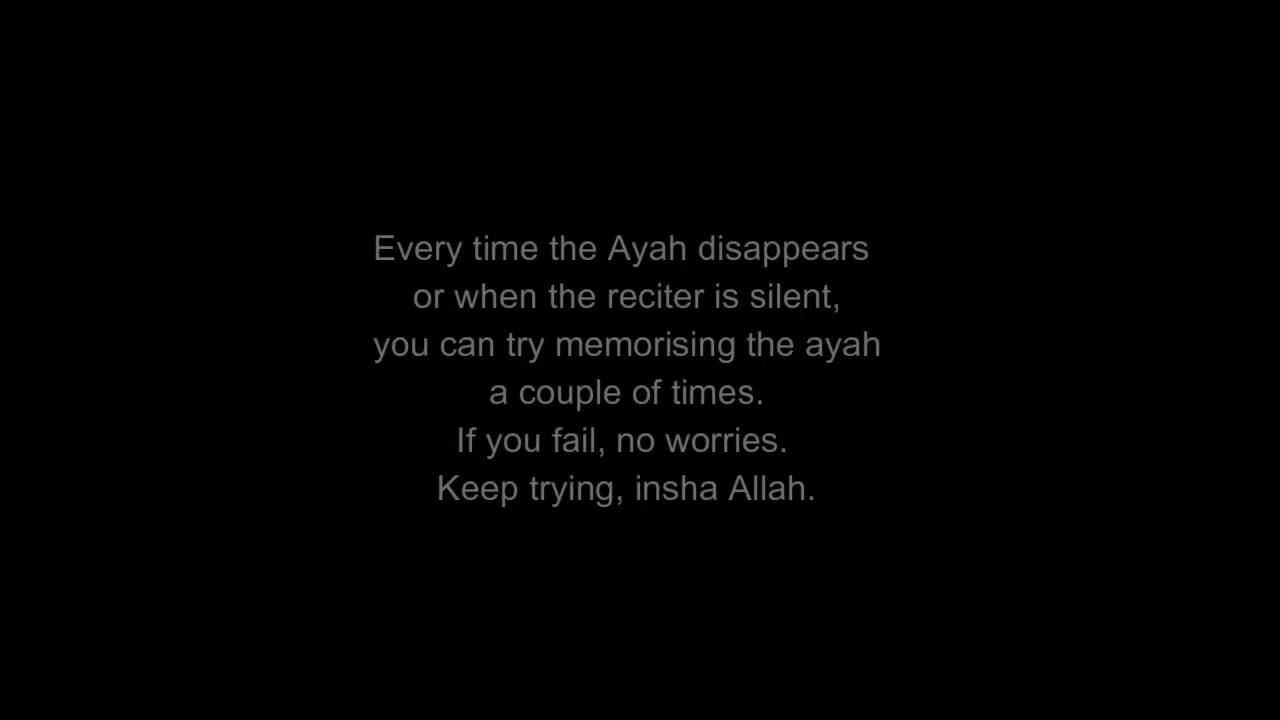 Every time the Ayah disappears
or when the reciter is silent,
you can try memorising the ayah
a couple of times.
If you fail, no worries.
Keep trying, insha Allah.